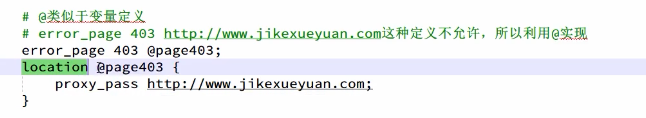 # @类似于变量定义
# error_page 403 http://www.jikexueyuan.com这种定义不允许，所以利用@实现
error_page 403 @page403;
location @page403 {
    proxy_pass http://www.jikexueyuan.com;
}